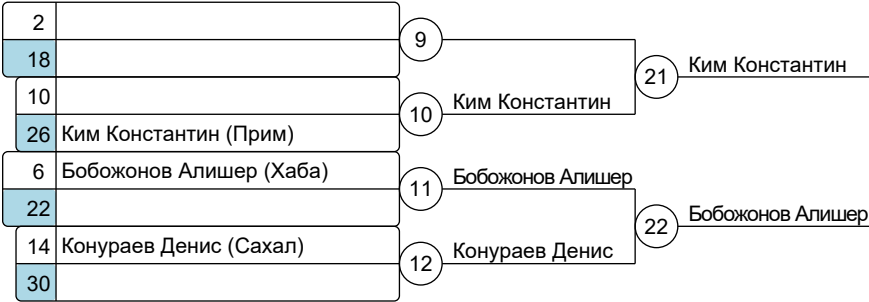 2
9
18
21
Ким Константин
10
10
Ким Константин
26 Ким Константин (Прим)
6 Бобожонов Алишер (Хаба)
11
Бобожонов Алишер
22
22
Бобожонов Алишер
14 Конураев Денис (Сахал)
12
Конураев Денис
30